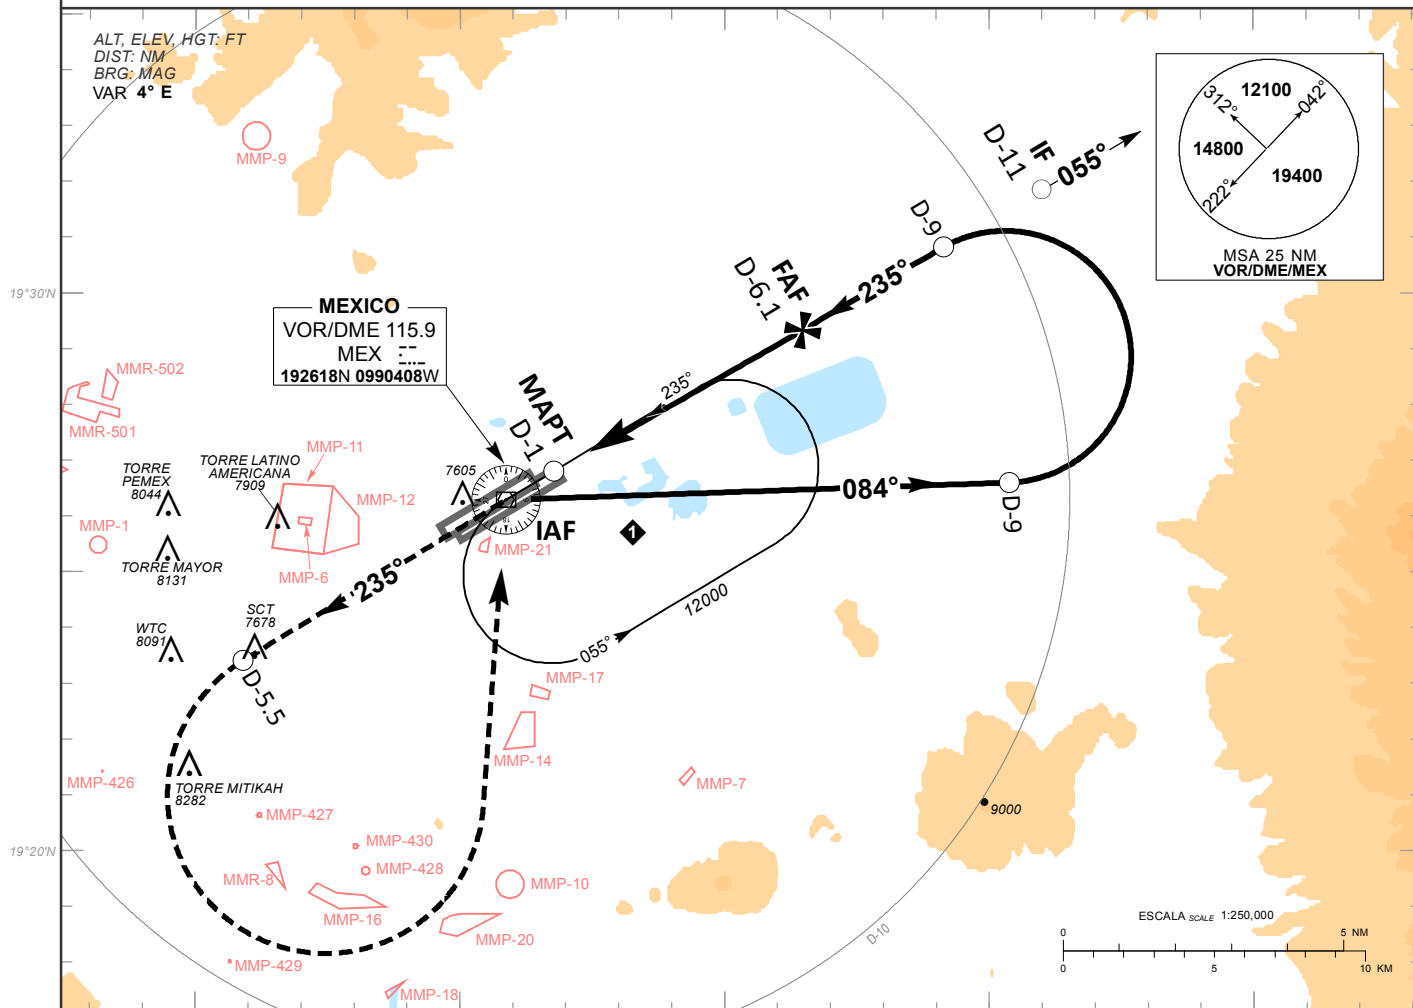 ALT, ELEV, HGT: FT
DIST: NM
BRG: MAG
VAR 4° E
MMP-9
312°
12100
042°
14800
19400
222°
MSA 25 NM
VOR/DME/MEX
IF
D-11
055°
D-9
FAF
D-6.1
235°
19°30'N
MEXICO
VOR/DME 115.9
MEX
192618N 0990408W
MMR-502
MMR-501
235°
MAPT
D-1
MMP-11
TORRE
PEMEX
8044
TORRE LATINO
AMERICANA
7909
7605
MMP-12
084°
D-9
MMP-1
IAF
1
MMP-21
TORRE MAYOR
8131
MMP-6
235°
12000
SCT
7678
WTC
8091
055°
D-5.5
MMP-17
MMP-14
MMP-426
TORRE MITIKAH
8282
MMP-7
MMP-427
9000
19°20'N
MMP-430
MMP-428
MMR-8
MMP-10
MMP-16
MMP-20
D-10
ESCALA SCALE 1:250,000
0 5 NM
0 5 10 KM
MMP-429
MMP-18